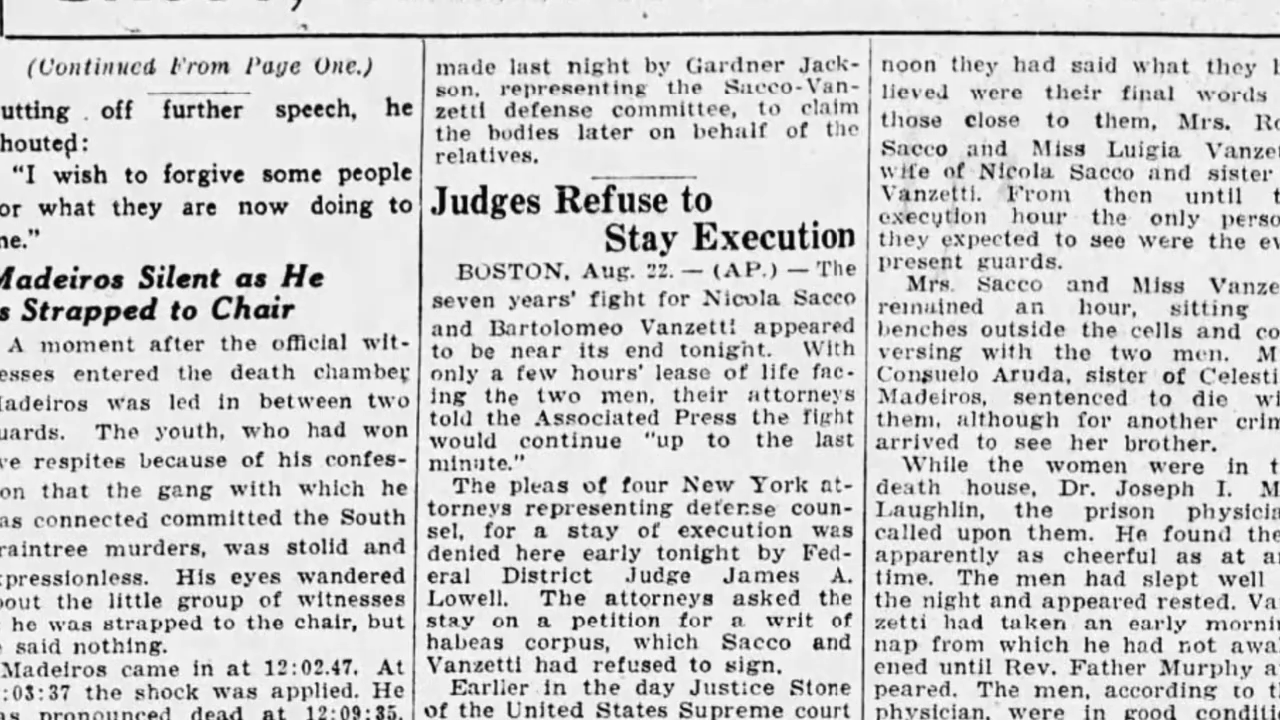 (Continued From Page One.)
utting off further speech, he
houted:
"I wish to forgive some people
or what they are now doing to
ne."
Madeiros Silent as He
s Strapped to Chair
A moment after the official wit-
esses entered the death chamber
Madeiros was led in between two
uards. The youth, who had won
ve respites because of his confes-
on that the gang with which he
as connected committed the South
raintree murders, was stolid and
xpressionless. His eyes wandered
bout the little group of witnesses
he was strapped to the chair, but
said nothing.
Madeiros came in at 12:02.47. At
:03:37 the shock was applied. He
as pronounced dead at 12:09:35.
made last night by Gardner Jack-
son, representing the Sacco-Van-
zetti defense committee, to claim
the bodies later on behalf of the
relatives.
Judges Refuse to
Stay Execution
BOSTON, Aug. 22. — (AP.) — The
seven years' fight for Nicola Sacco
and Bartolomeo Vanzetti appeared
to be near its end tonight. With
only a few hours' lease of life fac-
ing the two men, their attorneys
told the Associated Press the fight
would continue "up to the last
minute."
The pleas of four New York at-
torneys representing defense coun-
sel, for a stay of execution was
denied here early tonight by Fed-
eral District Judge James A.
Lowell. The attorneys asked the
stay on a petition for a writ of
habeas corpus, which Sacco and
Vanzetti had refused to sign.
Earlier in the day Justice Stone
of the United States Supreme court
noon they had said what they b
lieved were their final words
those close to them, Mrs. Ro
Sacco and Miss Luigia Vanzet
wife of Nicola Sacco and sister
Vanzetti. From then until t
execution hour the only perso
they expected to see were the ev
present guards.
Mrs. Sacco and Miss Vanze
remained an hour, sitting
benches outside the cells and co
versing with the two men. M
Consuelo Aruda, sister of Celesti
Madeiros, sentenced to die wi
them, although for another crim
arrived to see her brother.
While the women were in t
death house, Dr. Joseph I. M
Laughlin, the prison physicia
called upon them. He found the
apparently as cheerful as at a
time. The men had slept well
the night and appeared rested. Va
zetti had taken an early mornin
nap from which he had not awa
ened until Rev. Father Murphy a
peared. The men, according to t
physician, were in good conditi